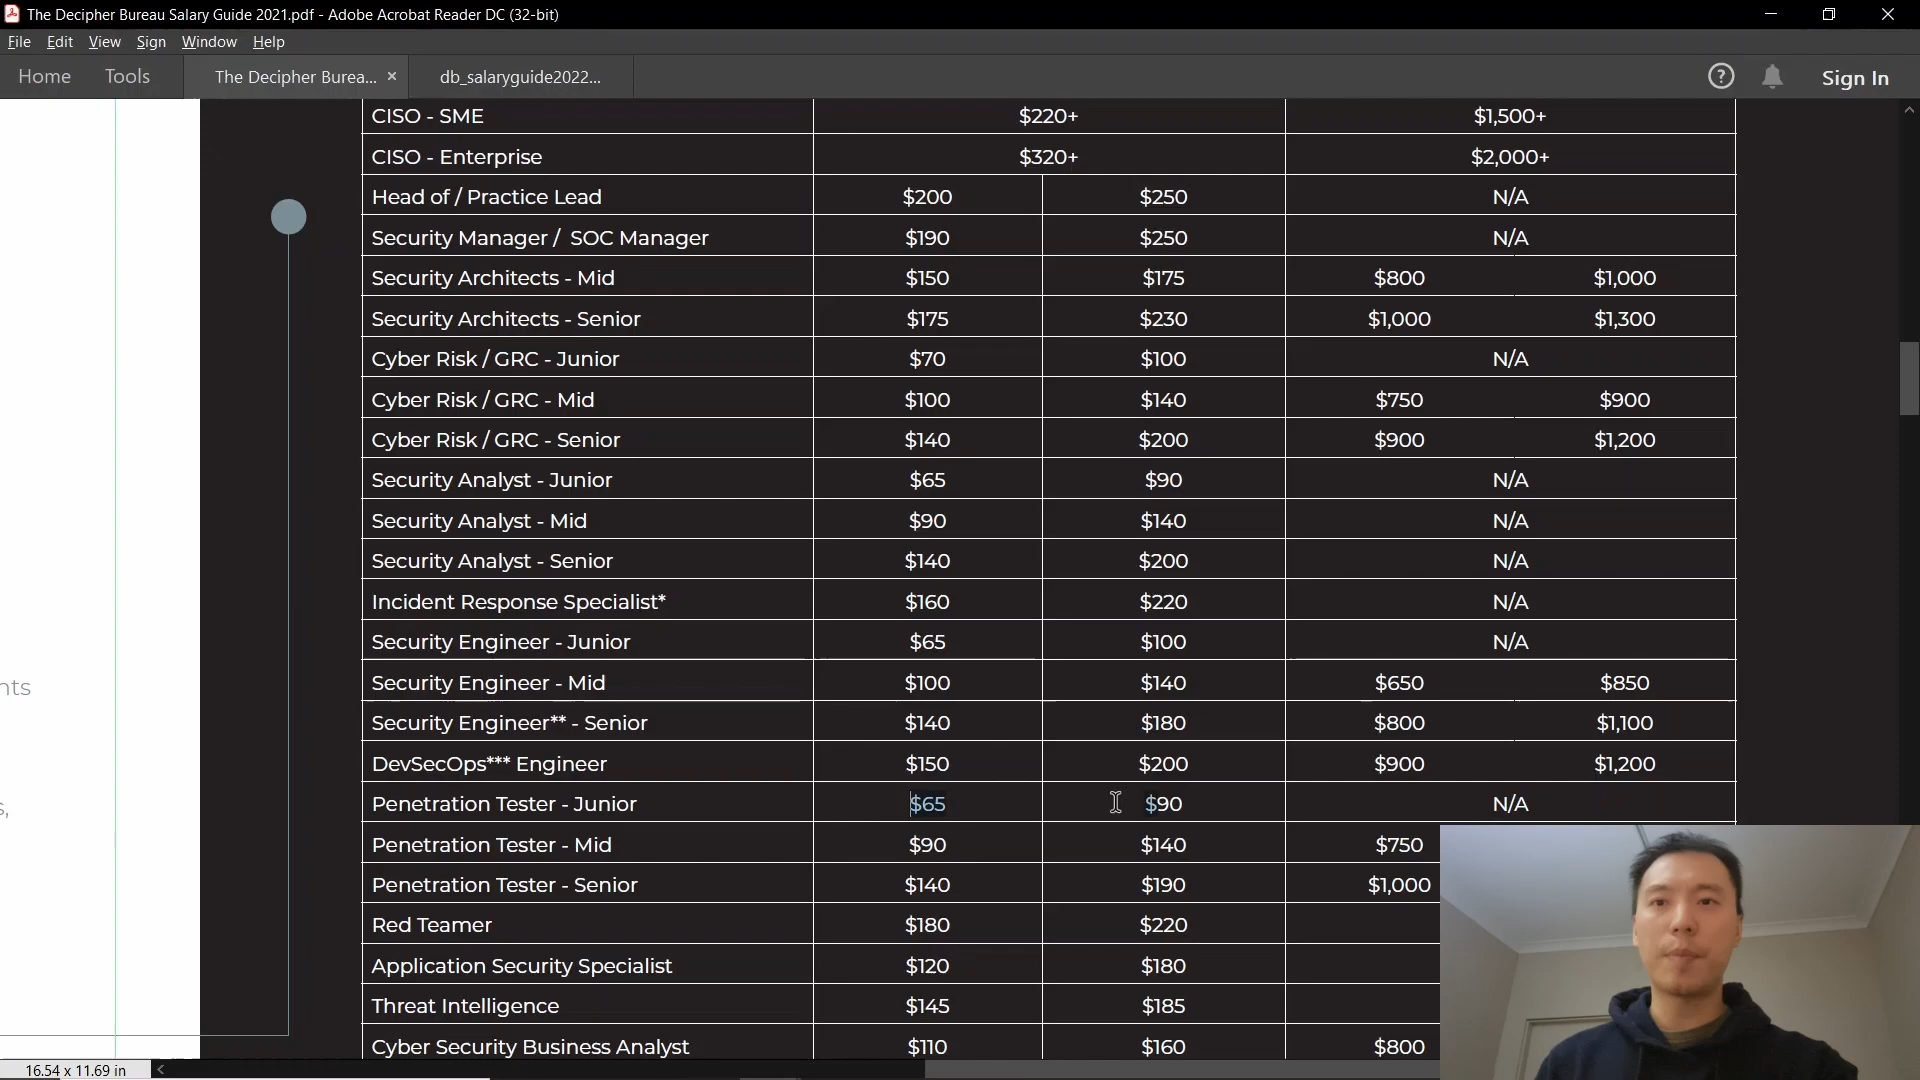 The Decipher Bureau Salary Guide 2021.pdf - Adobe Acrobat Reader DC (32-bit)
File Edit View Sign Window Help
Home Tools The Decipher Burea... × db_salaryguide2022... ? Sign In
CISO - SME $220+ $1,500+
CISO - Enterprise $320+ $2,000+
Head of / Practice Lead $200 $250 N/A
Security Manager / SOC Manager $190 $250 N/A
Security Architects - Mid $150 $175 $800 $1,000
Security Architects - Senior $175 $230 $1,000 $1,300
Cyber Risk / GRC - Junior $70 $100 N/A
Cyber Risk / GRC - Mid $100 $140 $750 $900
Cyber Risk / GRC - Senior $140 $200 $900 $1,200
Security Analyst - Junior $65 $90 N/A
Security Analyst - Mid $90 $140 N/A
Security Analyst - Senior $140 $200 N/A
Incident Response Specialist* $160 $220 N/A
Security Engineer - Junior $65 $100 N/A
nts
Security Engineer - Mid $100 $140 $650 $850
Security Engineer** - Senior $140 $180 $800 $1,100
DevSecOps*** Engineer $150 $200 $900 $1,200
s,
Penetration Tester - Junior $65 $90 N/A
Penetration Tester - Mid $90 $140 $750
Penetration Tester - Senior $140 $190 $1,000
Red Teamer $180 $220
Application Security Specialist $120 $180
Threat Intelligence $145 $185
Cyber Security Business Analyst $110 $160 $800
16.54 x 11.69 in